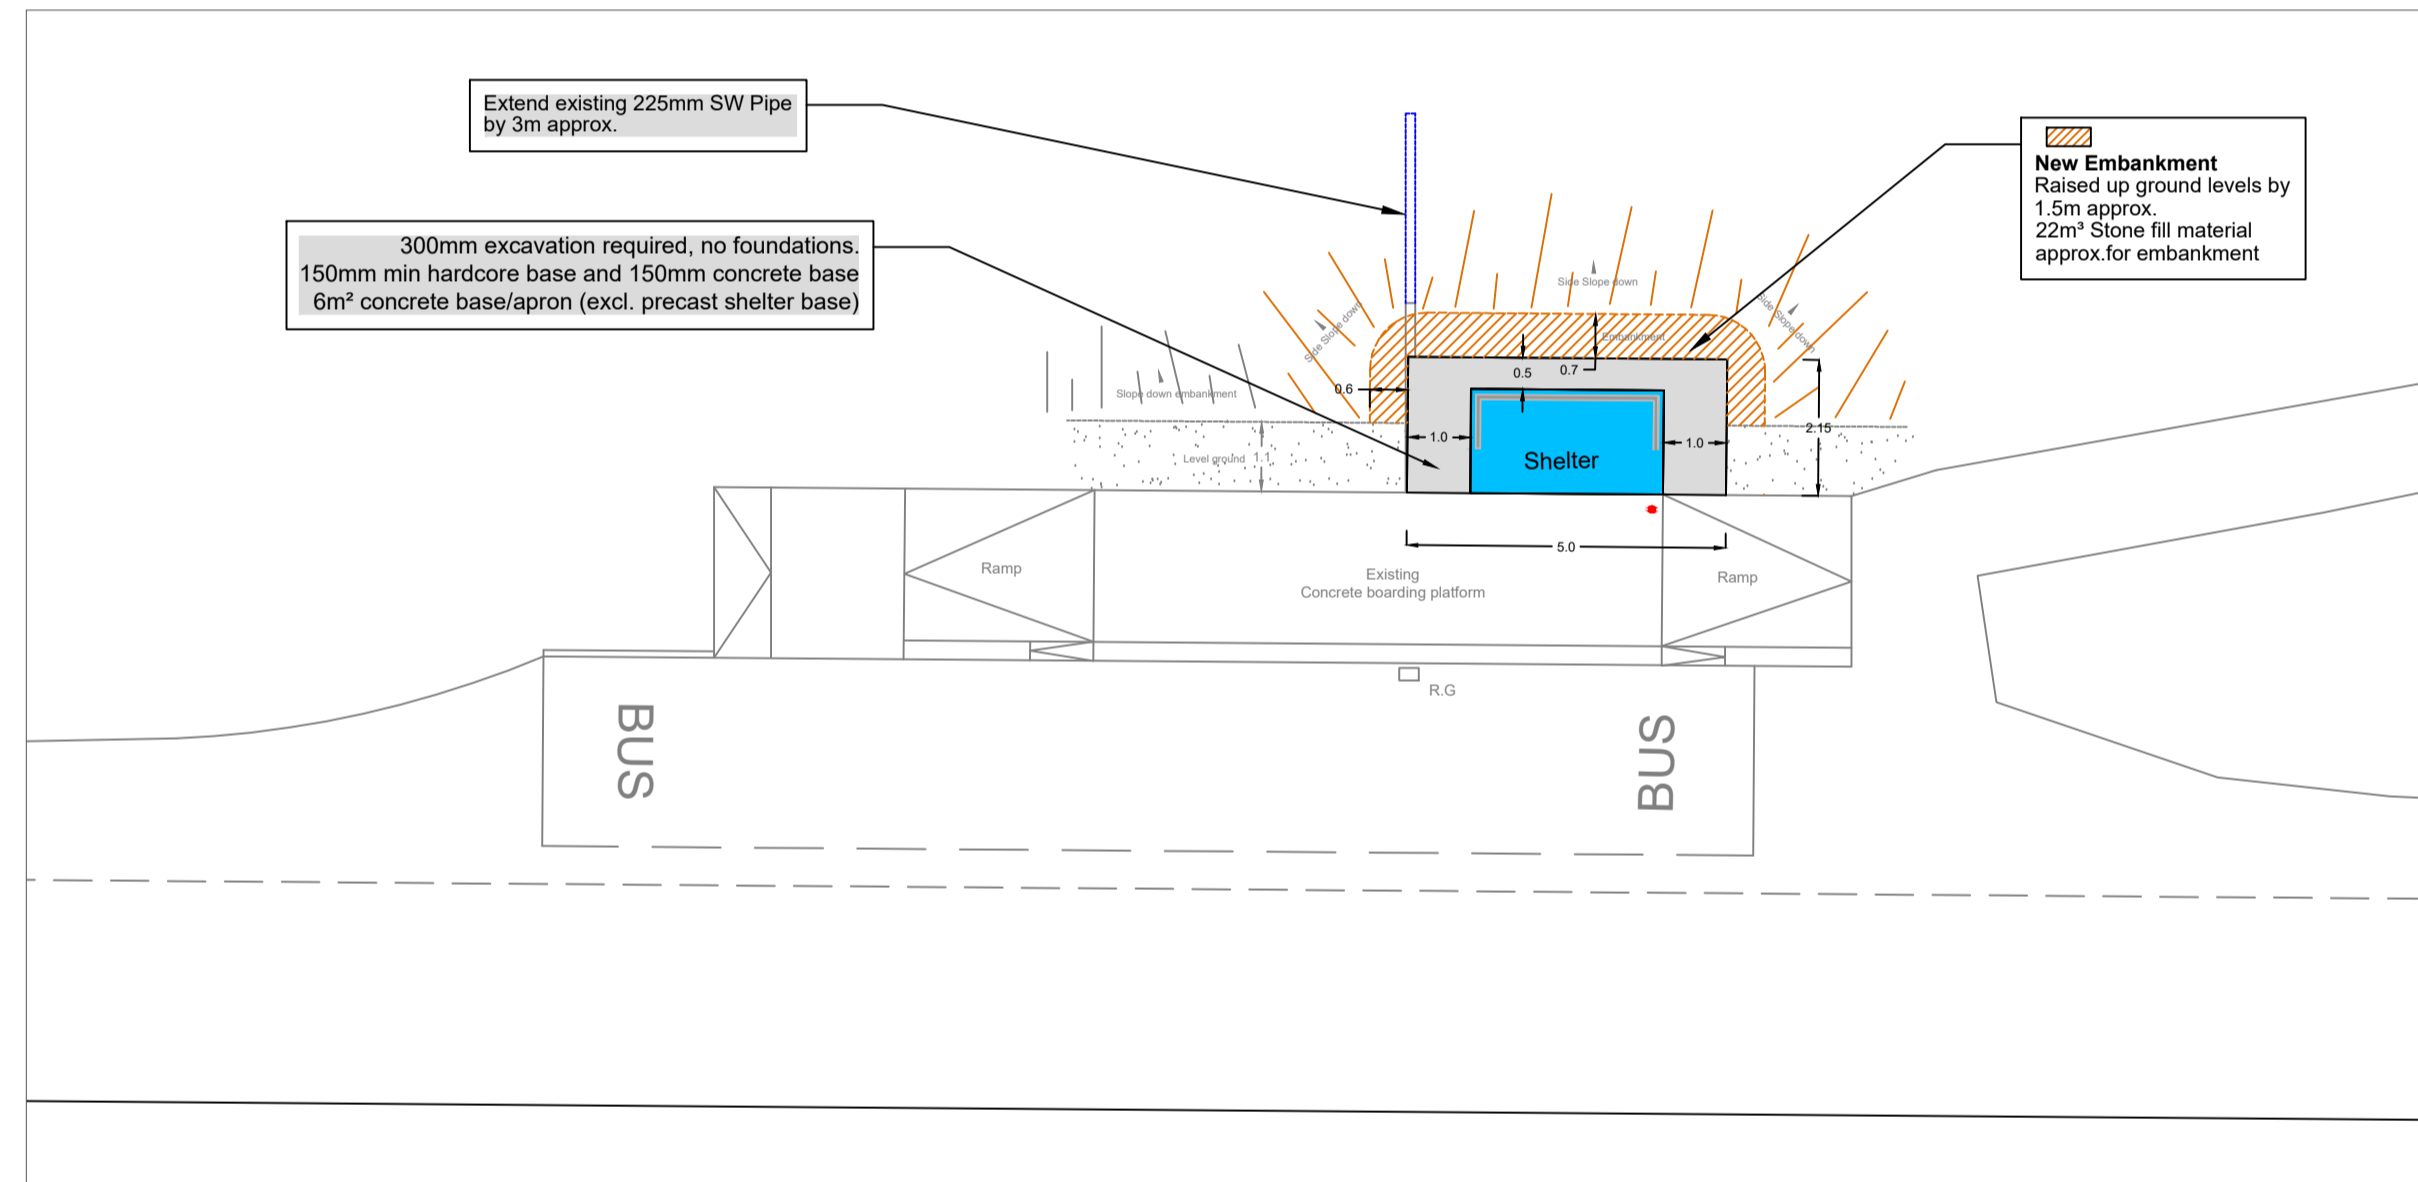 Extend existing 225mm SW Pipe
by 3m approx.
New Embankment
Raised up ground levels by
1.5m approx.
22m³ Stone fill material
approx.for embankment
300mm excavation required, no foundations.
150mm min hardcore base and 150mm concrete base
6m² concrete base/apron (excl. precast shelter base)
Side Slope down
Side Slope down
Side Slope down
Embankment
0.5
0.7
0.6
Slope down embankment
2.15
1.0
1.0
Level ground
1.1
Shelter
5.0
Ramp
Existing
Concrete boarding platform
Ramp
R.G
BUS
BUS